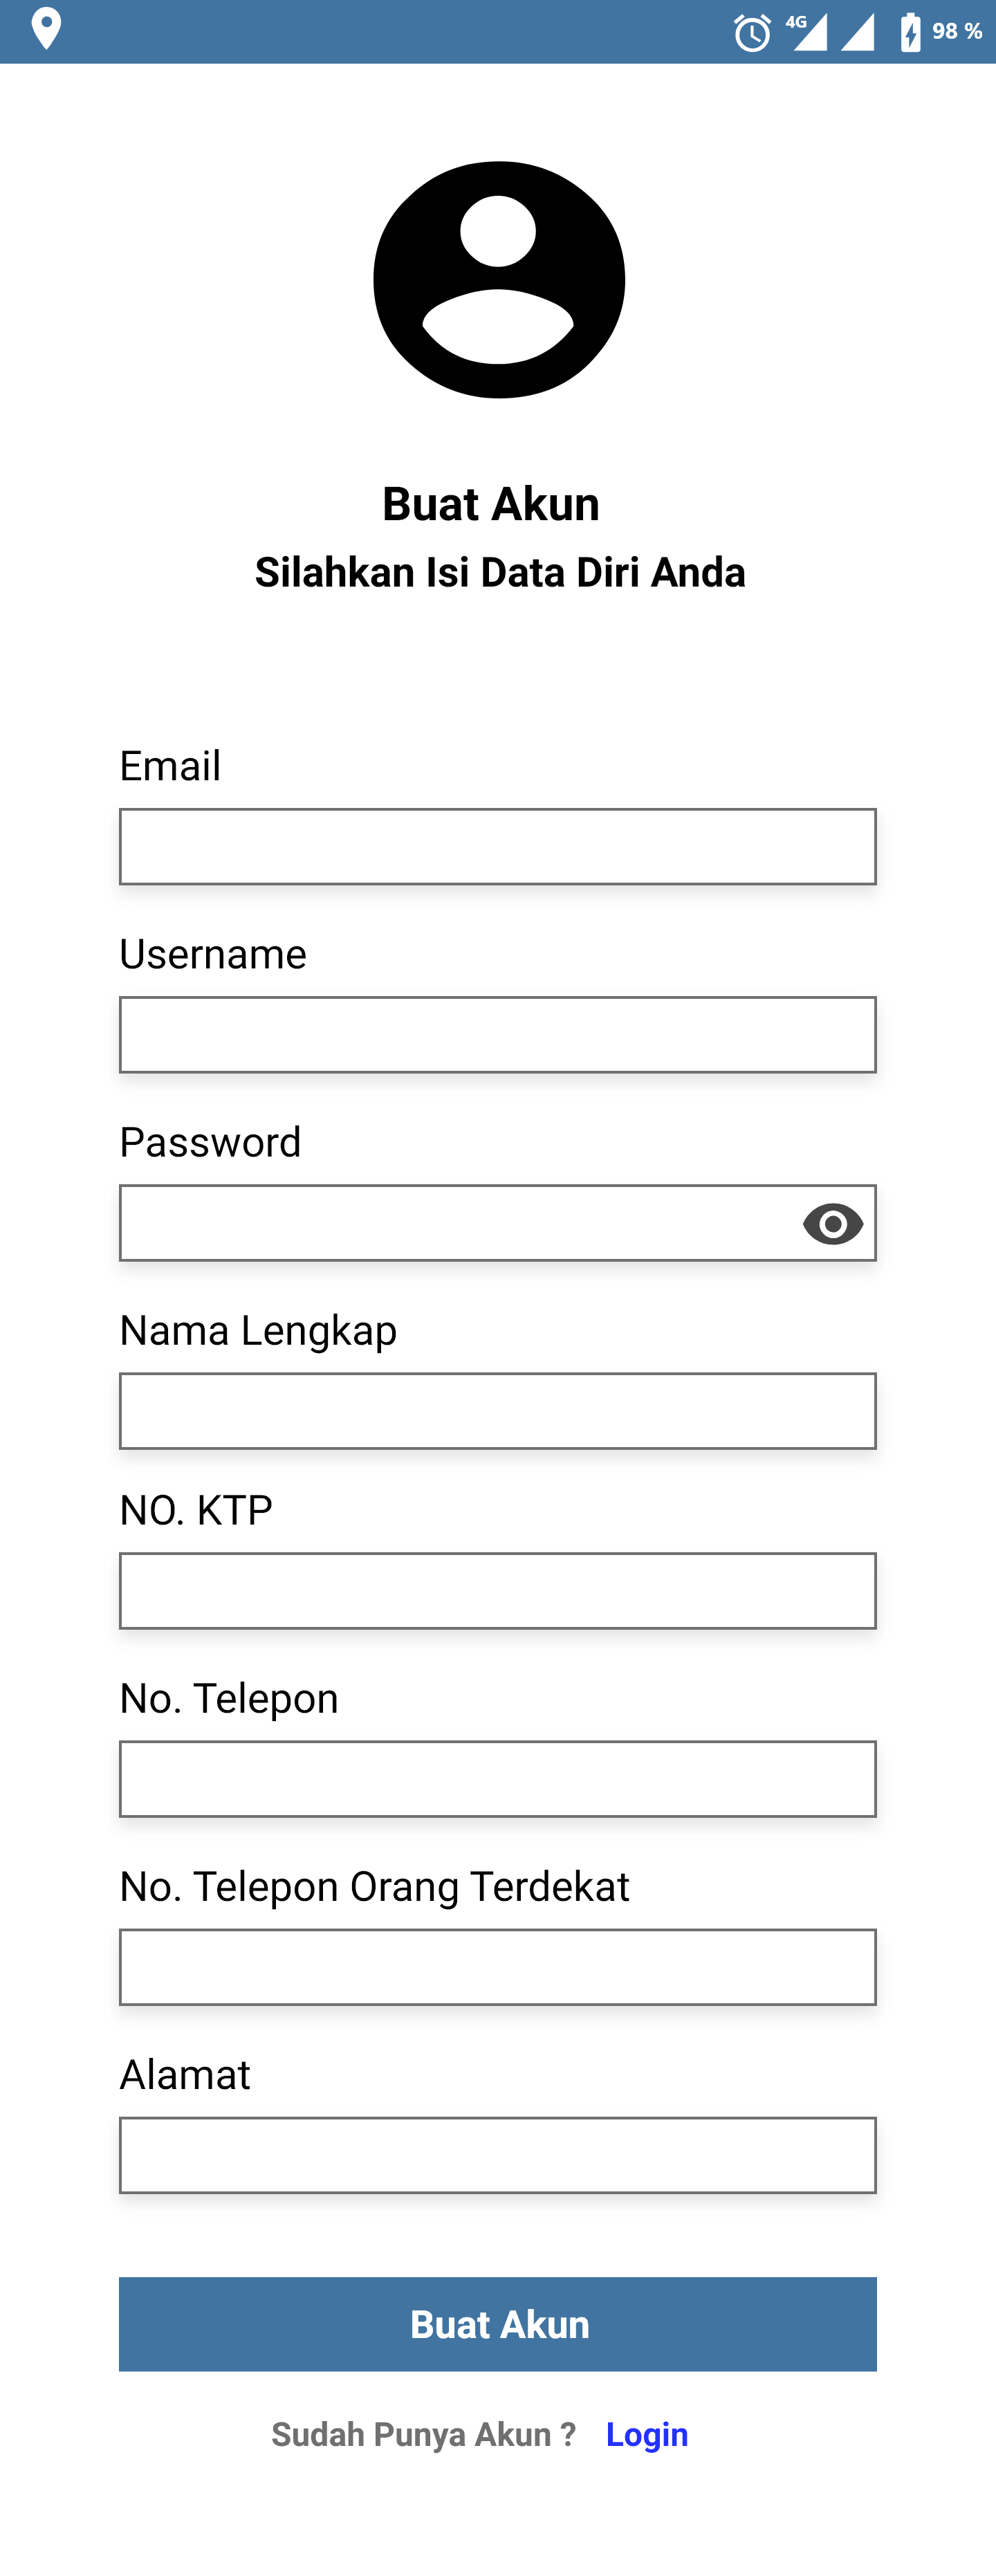 4G 98 %
Buat Akun
Silahkan Isi Data Diri Anda
Email
Username
Password
Nama Lengkap
NO. KTP
No. Telepon
No. Telepon Orang Terdekat
Alamat
Buat Akun
Sudah Punya Akun ? Login